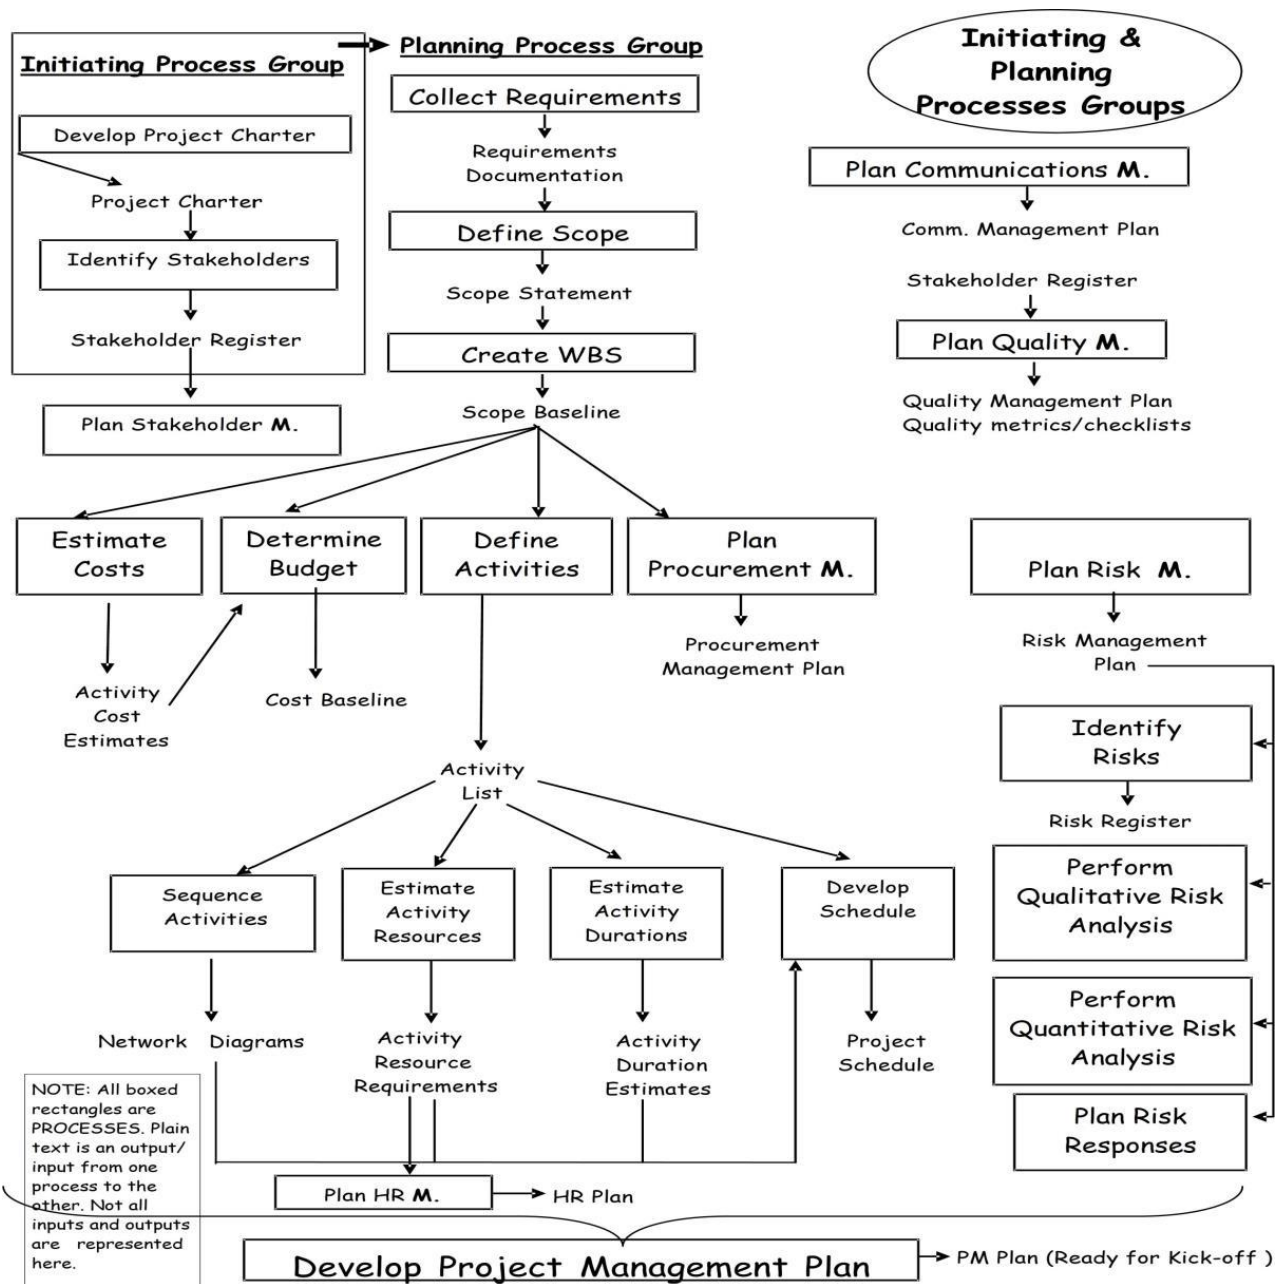 Initiating Process Group
Develop Project Charter
Project Charter
Identify Stakeholders
Stakeholder Register
Plan Stakeholder M.
Planning Process Group
Collect Requirements
Requirements
Documentation
Define Scope
Scope Statement
Create WBS
Scope Baseline
Initiating &
Planning
Processes Groups
Plan Communications M.
Comm. Management Plan
Stakeholder Register
Plan Quality M.
Quality Management Plan
Quality metrics/checklists
Estimate
Costs
Activity
Cost
Estimates
Determine
Budget
Cost Baseline
Define
Activities
Plan
Procurement M.
Procurement
Management Plan
Activity
List
Sequence
Activities
Network Diagrams
Estimate
Activity
Resources
Activity
Resource
Requirements
Estimate
Activity
Durations
Activity
Duration
Estimates
Develop
Schedule
Project
Schedule
Plan Risk M.
Risk Management
Plan
Identify
Risks
Risk Register
Perform
Qualitative Risk
Analysis
Perform
Quantitative Risk
Analysis
Plan Risk
Responses
NOTE: All boxed
rectangles are
PROCESSES. Plain
text is an output/
input from one
process to the
other. Not all
inputs and outputs
are represented
here.
Plan HR M.
HR Plan
Develop Project Management Plan
PM Plan (Ready for Kick-off )